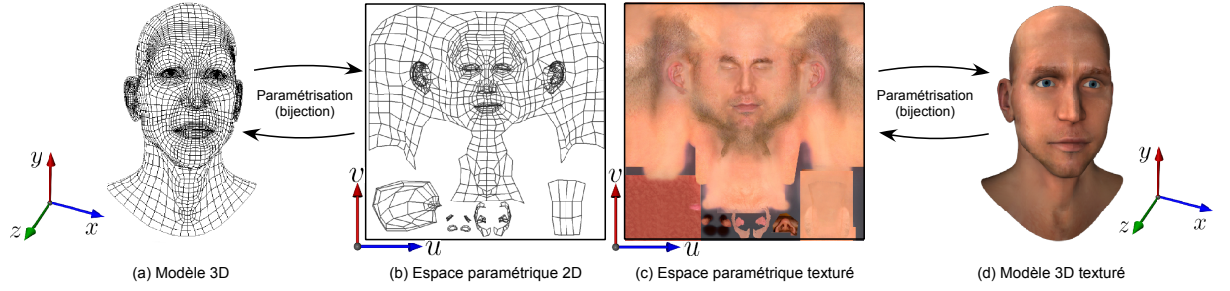 Paramétrisation
(bijection)
Paramétrisation
(bijection)
y
x
z
v
u
v
u
y
x
z
(a) Modèle 3D
(b) Espace paramétrique 2D
(c) Espace paramétrique texturé
(d) Modèle 3D texturé